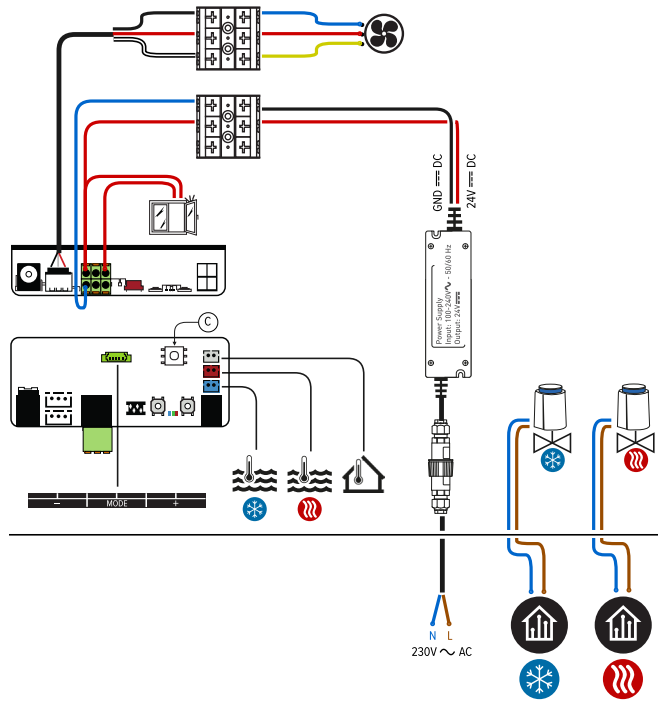 GND ⎓ DC
24V ⎓ DC
Power Supply
Input: 100-240V~ - 50/60 Hz
Output: 24V⎓
C
− MODE +
N L
230V ~ AC